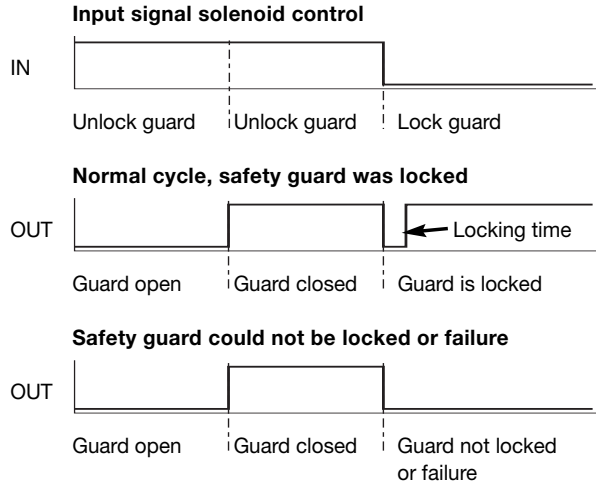 Input signal solenoid control
IN
Unlock guard Unlock guard Lock guard
Normal cycle, safety guard was locked
OUT
Locking time
Guard open Guard closed Guard is locked
Safety guard could not be locked or failure
OUT
Guard open Guard closed Guard not locked
or failure